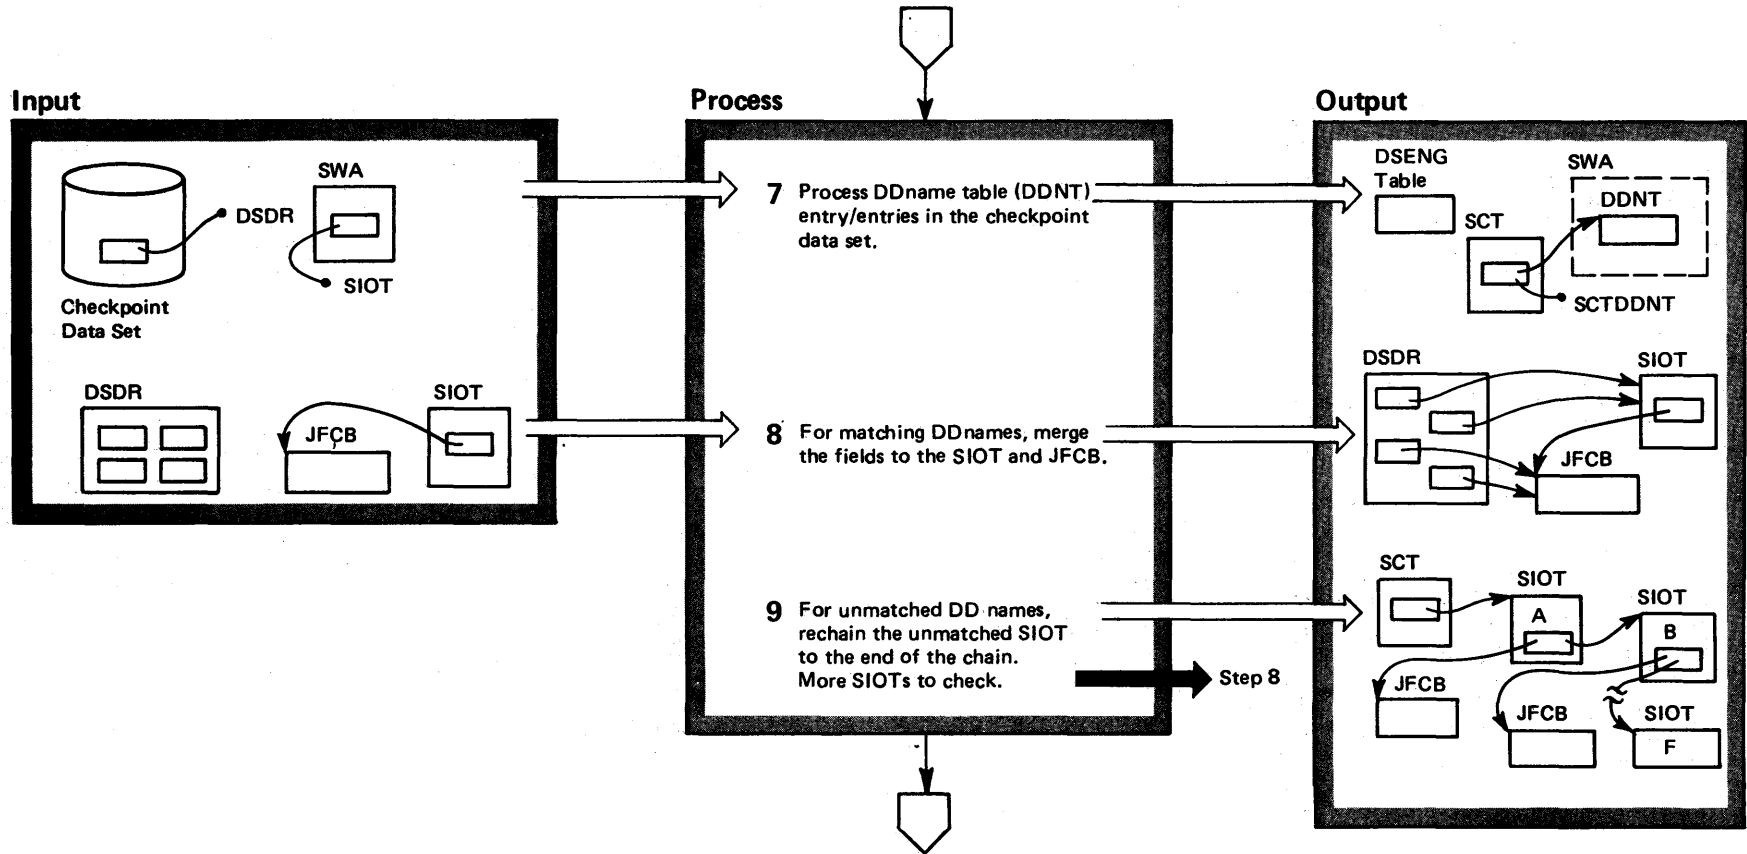 Input
SWA
DSDR
SIOT
Checkpoint
Data Set
DSDR
JFCB
SIOT
Process
7 Process DDname table (DDNT)
entry/entries in the checkpoint
data set.
8 For matching DDnames, merge
the fields to the SIOT and JFCB.
9 For unmatched DD names,
rechain the unmatched SIOT
to the end of the chain.
More SIOTs to check.
Step 8
Output
DSENG
Table
SWA
DDNT
SCT
SCTDDNT
DSDR
SIOT
JFCB
SCT
SIOT
A
SIOT
B
JFCB
JFCB
SIOT
F